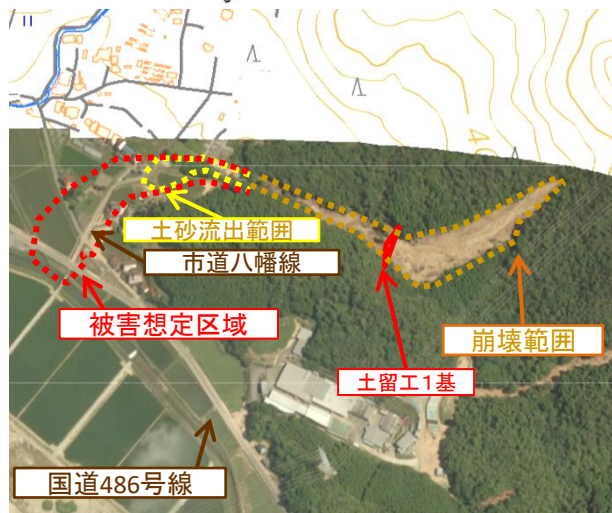 土砂流出範囲
市道八幡線
被害想定区域
崩壊範囲
土留工1基
国道486号線